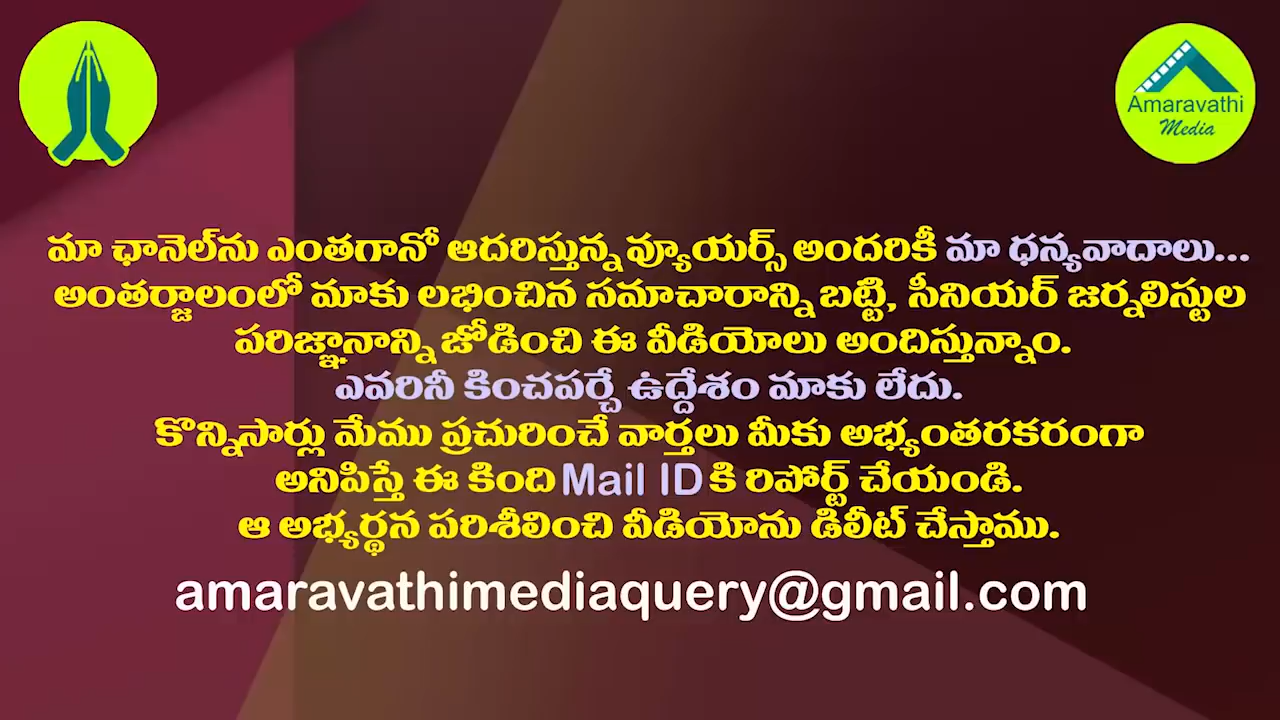 Amaravathi
Media
మా ఛానెల్‌ను ఎంతగానో ఆదరిస్తున్న వ్యూయర్స్ అందరికీ మా ధన్యవాదాలు...
అంతర్జాలంలో మాకు లభించిన సమాచారాన్ని బట్టి, సీనియర్ జర్నలిస్టుల
పరిజ్ఞానాన్ని జోడించి ఈ వీడియోలు అందిస్తున్నాం.
ఎవరినీ కించపర్చే ఉద్దేశం మాకు లేదు.
కొన్నిసార్లు మేము ప్రచురించే వార్తలు మీకు అభ్యంతరకరంగా
అనిపిస్తే ఈ కింది Mail ID కి రిపోర్ట్ చేయండి.
ఆ అభ్యర్థన పరిశీలించి వీడియోను డిలీట్ చేస్తాము.
amaravathimediaquery@gmail.com